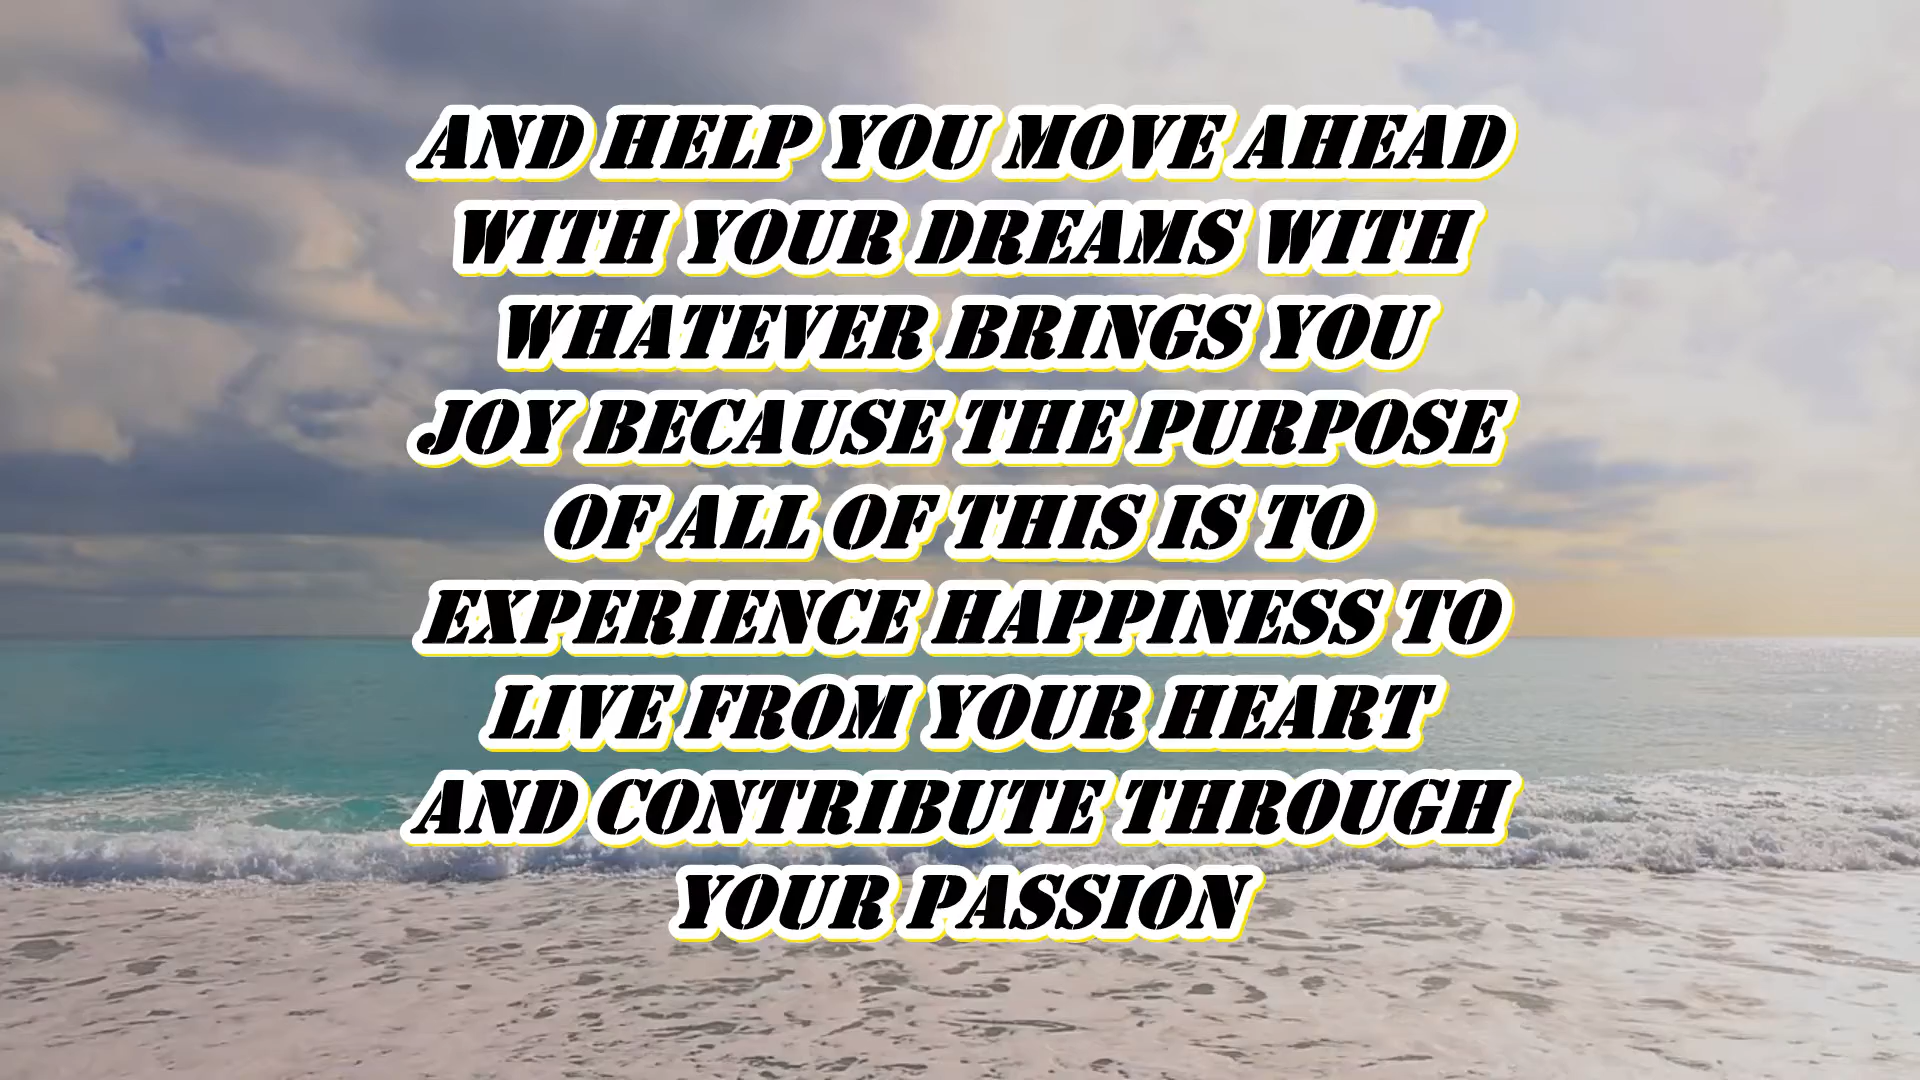 AND HELP YOU MOVE AHEAD
WITH YOUR DREAMS WITH
WHATEVER BRINGS YOU
JOY BECAUSE THE PURPOSE
OF ALL OF THIS IS TO
EXPERIENCE HAPPINESS TO
LIVE FROM YOUR HEART
AND CONTRIBUTE THROUGH
YOUR PASSION